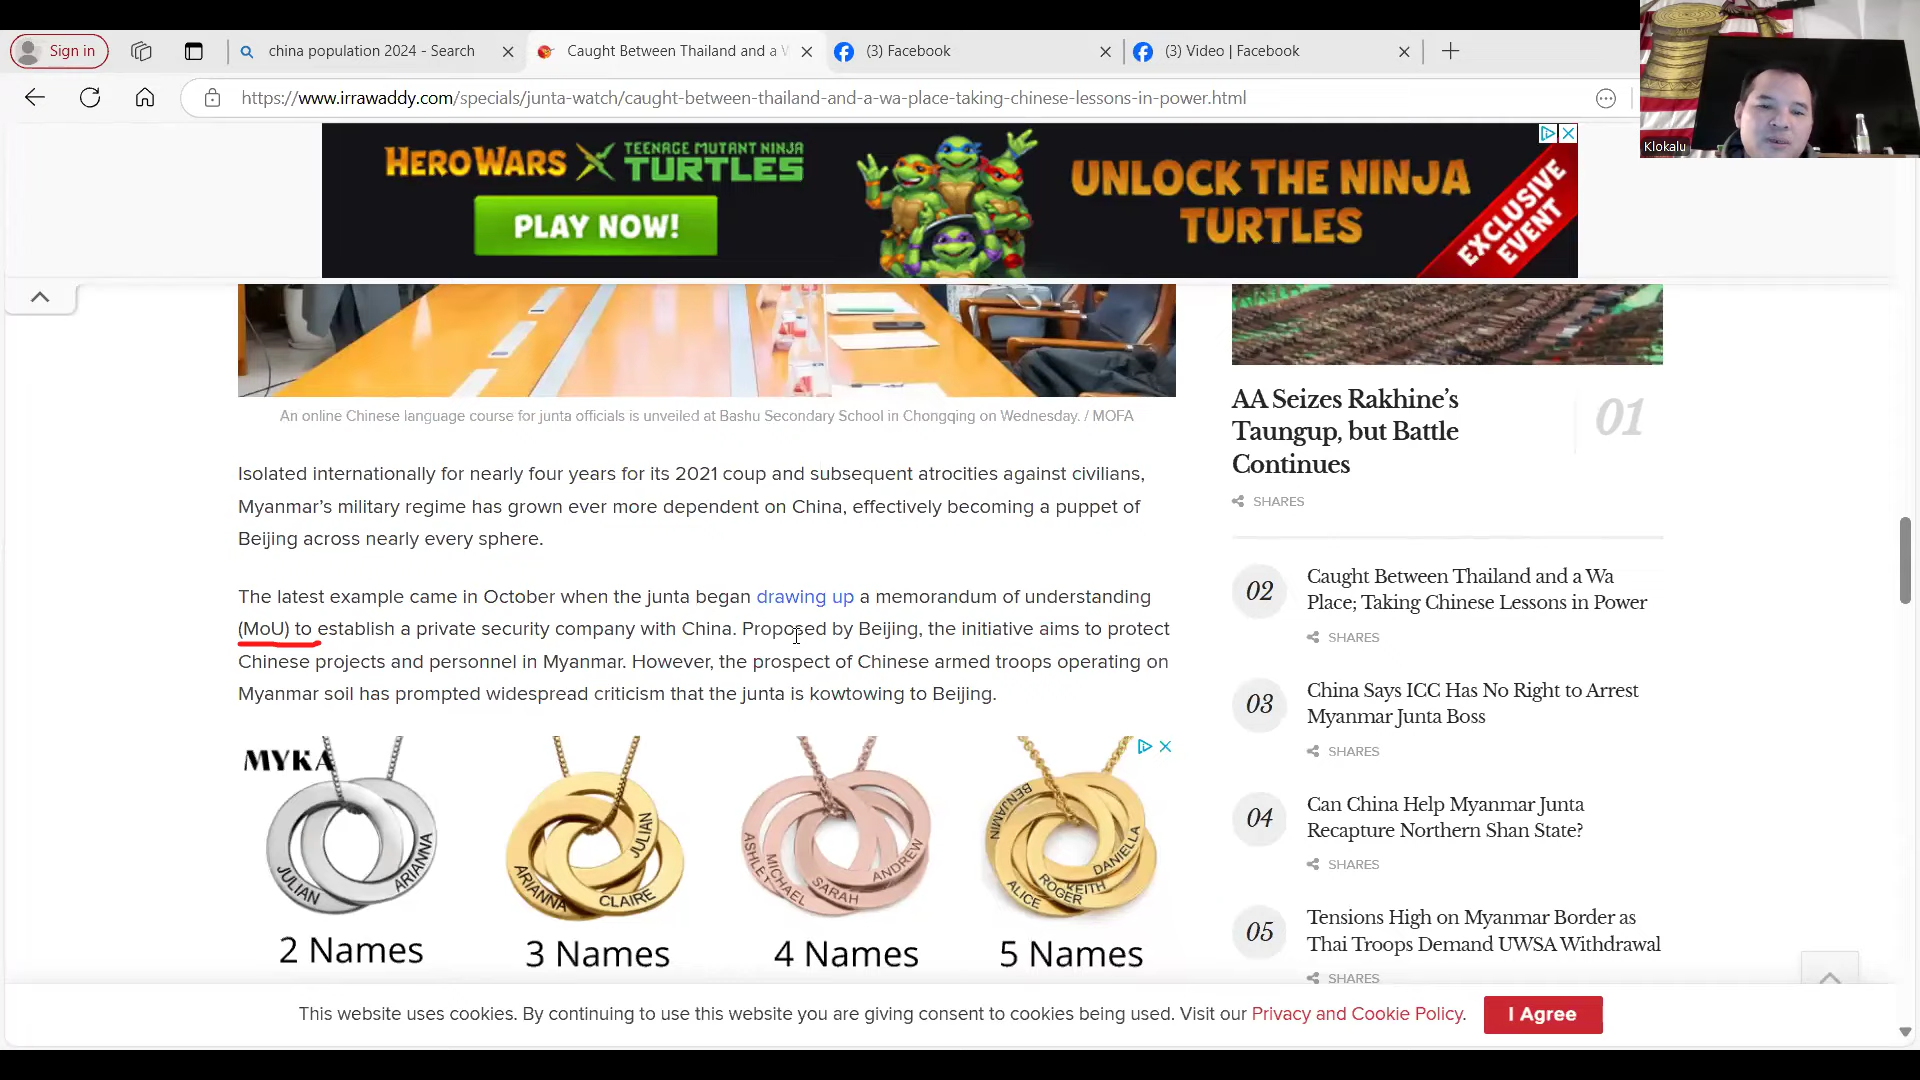 Sign in
china population 2024 - Search
Caught Between Thailand and a W
(3) Facebook
(3) Video | Facebook
https://www.irrawaddy.com/specials/junta-watch/caught-between-thailand-and-a-wa-place-taking-chinese-lessons-in-power.html
Klokalu
HERO WARS X TEENAGE MUTANT NINJA TURTLES
PLAY NOW!
UNLOCK THE NINJA
TURTLES
EXCLUSIVE
EVENT
An online Chinese language course for junta officials is unveiled at Bashu Secondary School in Chongqing on Wednesday. / MOFA
Isolated internationally for nearly four years for its 2021 coup and subsequent atrocities against civilians,
Myanmar’s military regime has grown ever more dependent on China, effectively becoming a puppet of
Beijing across nearly every sphere.
The latest example came in October when the junta began drawing up a memorandum of understanding
(MoU) to establish a private security company with China. Proposed by Beijing, the initiative aims to protect
Chinese projects and personnel in Myanmar. However, the prospect of Chinese armed troops operating on
Myanmar soil has prompted widespread criticism that the junta is kowtowing to Beijing.
MYKA
JULIAN
ARIANNA
ARIANNA
CLAIRE
JULIAN
ASHLEY
MICHAEL
SARAH
ANDREW
BENJAMIN
ALICE
ROGER
KEITH
DANIELLA
2 Names
3 Names
4 Names
5 Names
AA Seizes Rakhine’s
Taungup, but Battle
Continues
01
SHARES
02
Caught Between Thailand and a Wa
Place; Taking Chinese Lessons in Power
SHARES
03
China Says ICC Has No Right to Arrest
Myanmar Junta Boss
SHARES
04
Can China Help Myanmar Junta
Recapture Northern Shan State?
SHARES
05
Tensions High on Myanmar Border as
Thai Troops Demand UWSA Withdrawal
SHARES
This website uses cookies. By continuing to use this website you are giving consent to cookies being used. Visit our Privacy and Cookie Policy.
I Agree